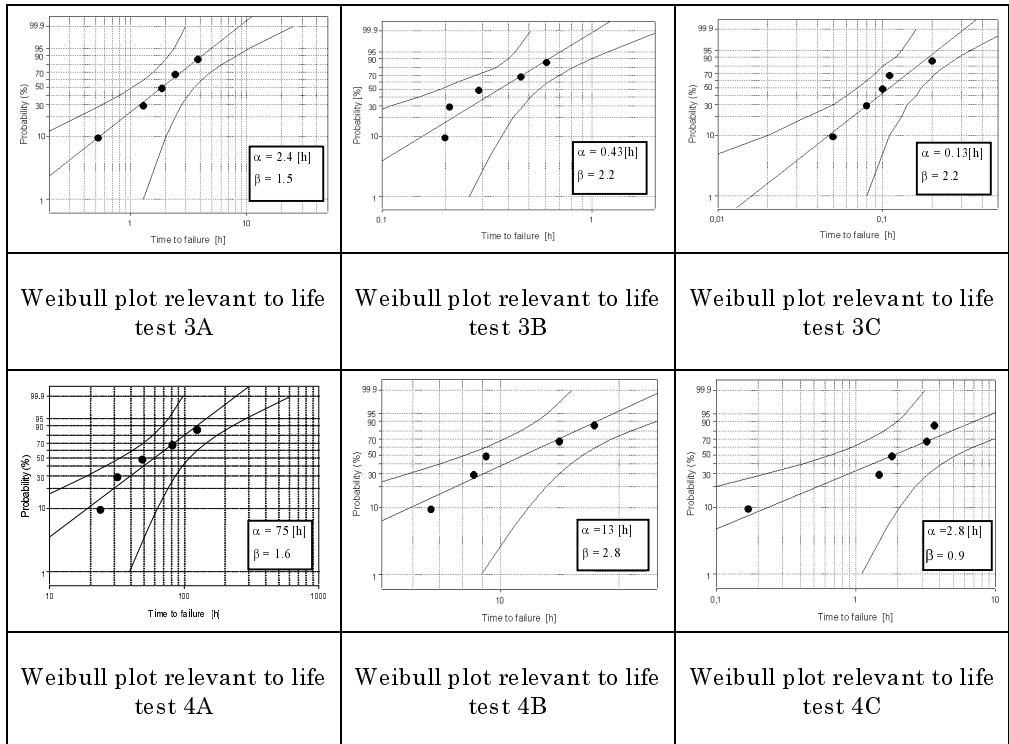 Probability (%)
99.9
95
90
70
50
30
10
1
α = 2.4 [h]
β = 1.5
1
10
Time to failure [h]
Probability [%]
99.9
95
90
70
50
30
10
1
α = 0.43[h]
β = 2.2
0.1
1
Time to failure [h]
Probability (%)
99.9
95
90
70
50
30
10
1
α = 0.13[h]
β = 2.2
0,01
0,1
Time to failure [h]
Weibull plot relevant to life
test 3A
Weibull plot relevant to life
test 3B
Weibull plot relevant to life
test 3C
Probability (%)
99.9
95
90
70
50
30
10
1
α = 75 [h]
β = 1.6
10
100
1000
Time to failure [h]
Probability (%)
99.9
95
90
70
50
30
10
1
α =13 [h]
β = 2.8
10
Time to failure [h]
Probability (%)
99.9
95
90
70
50
30
10
1
α =2.8 [h]
β = 0.9
0,1
1
10
Time to failure [h]
Weibull plot relevant to life
test 4A
Weibull plot relevant to life
test 4B
Weibull plot relevant to life
test 4C